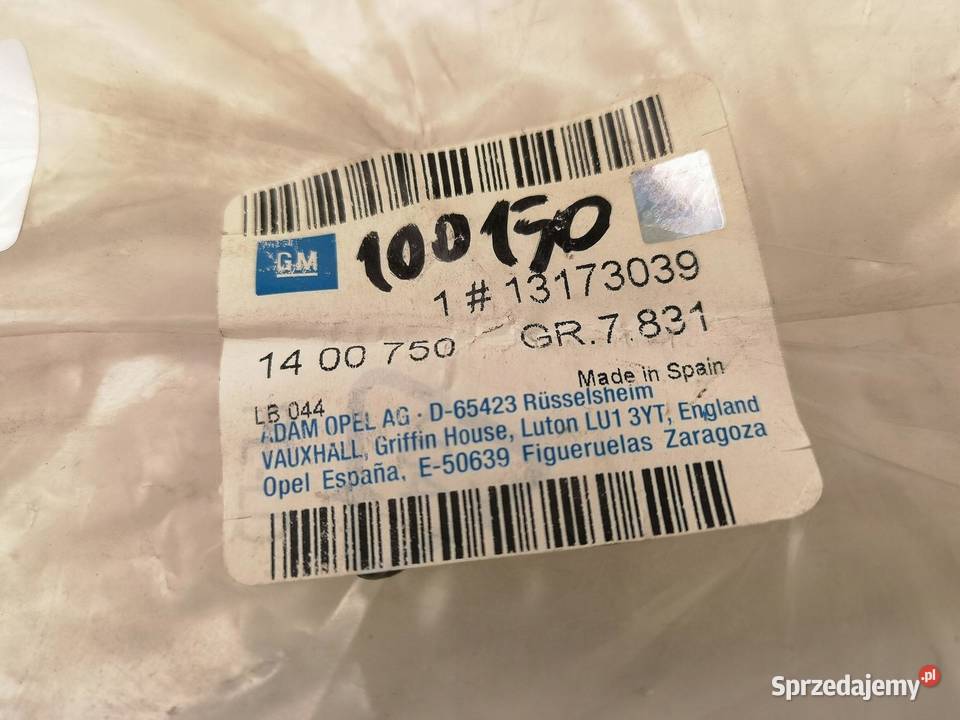 GM
100150
1 # 13173039
14 00 750 GR.7.831
Made in Spain
LB 044
ADAM OPEL AG · D-65423 Rüsselsheim
VAUXHALL, Griffin House, Luton LU1 3YT, England
Opel España, E-50639 Figueruelas Zaragoza
Sprzedajemy.pl